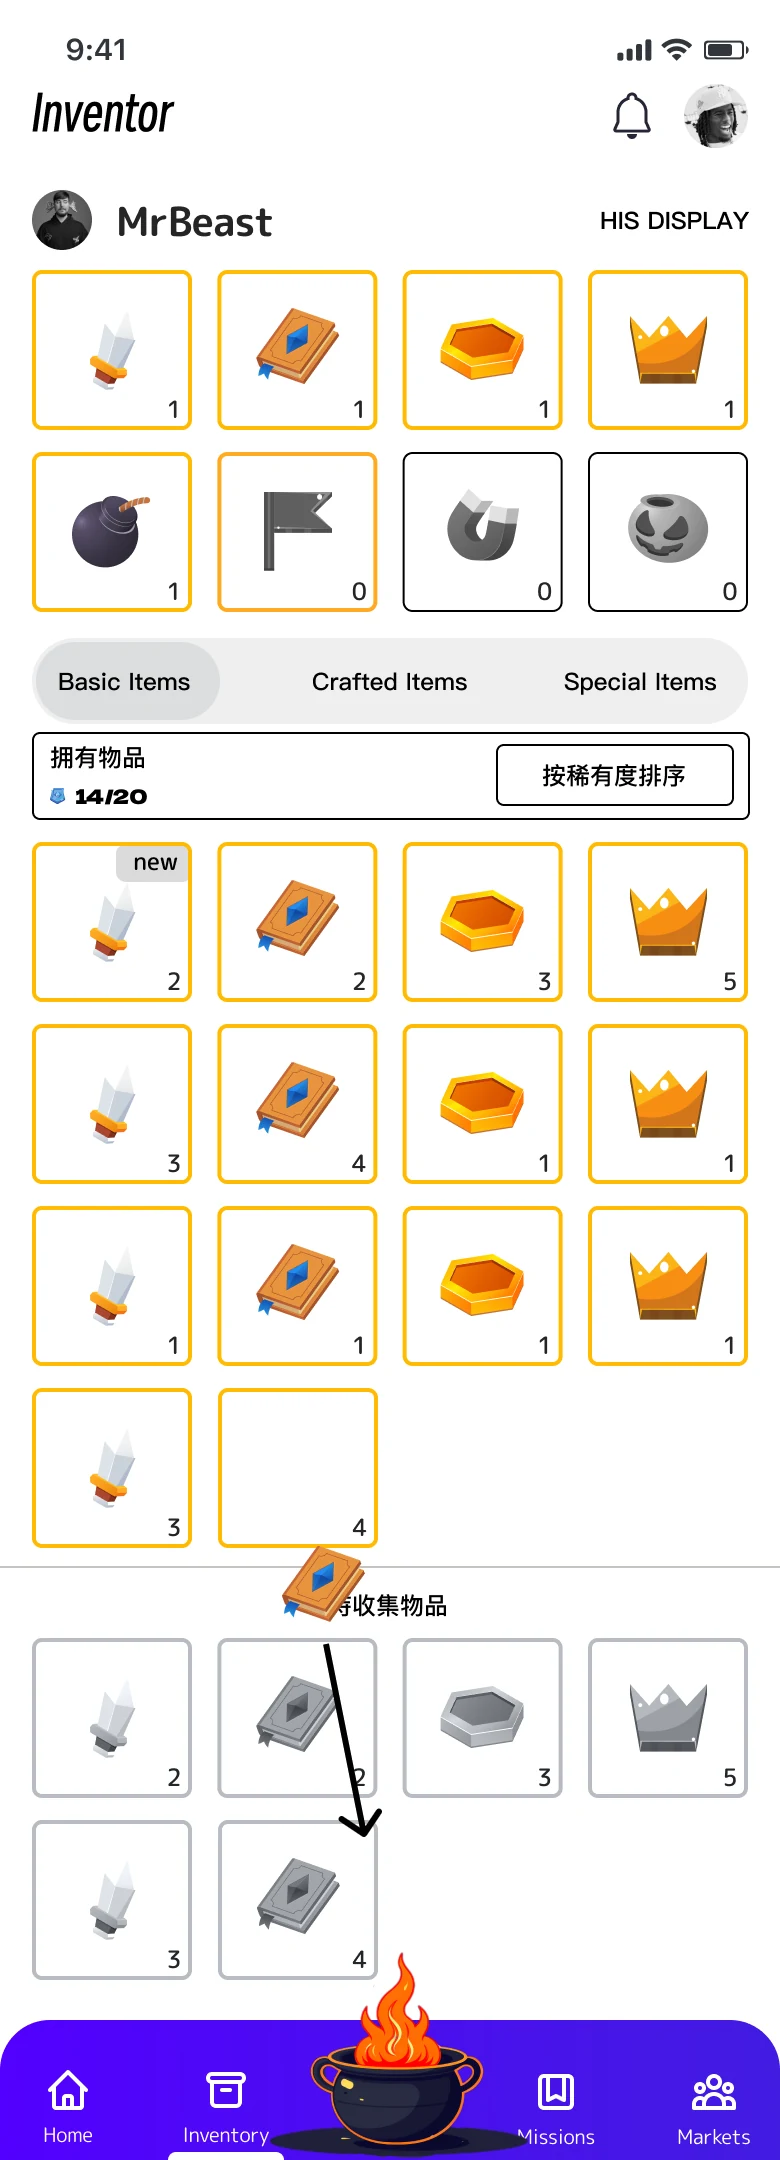 9:41
Inventor
MrBeast
HIS DISPLAY
1
1
1
1
1
0
0
0
Basic Items
Crafted Items
Special Items
拥有物品
按稀有度排序
14/20
new
2
2
3
5
3
4
1
1
1
1
1
1
3
4
收集物品
2
2
3
5
3
4
Home
Inventory
Missions
Markets